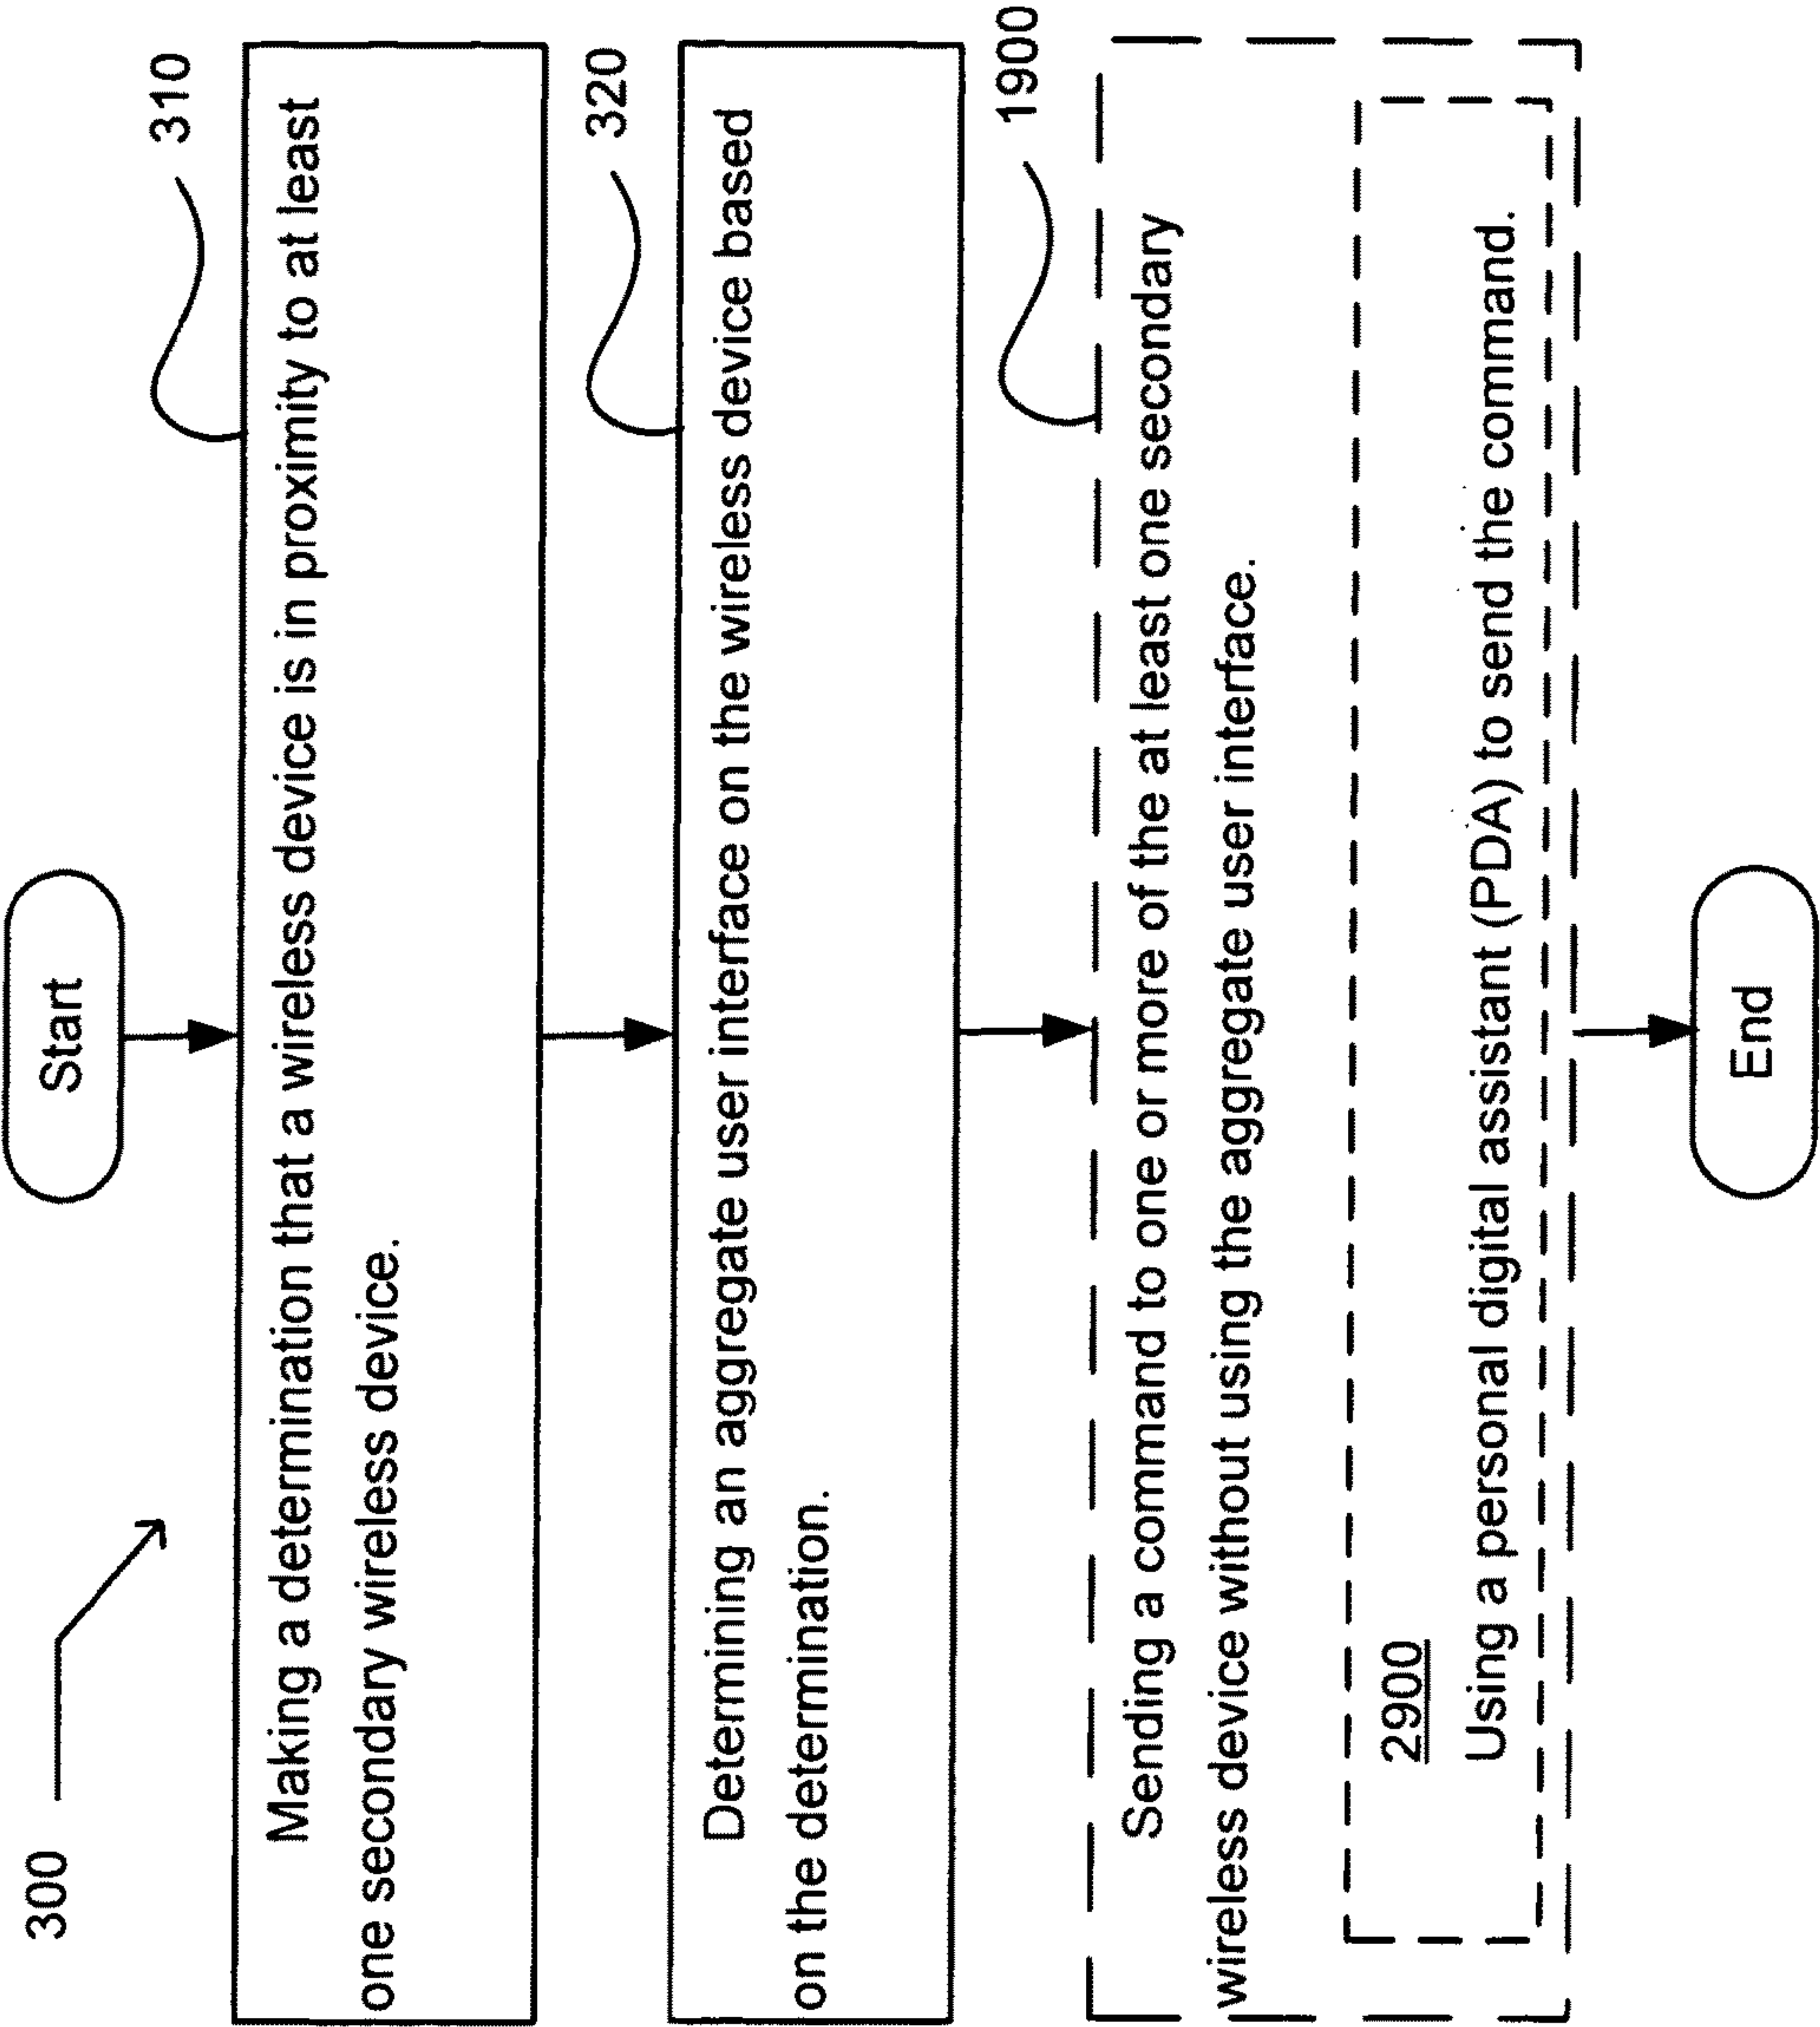 300
Start
310
Making a determination that a wireless device is in proximity to at least
one secondary wireless device.
320
Determining an aggregate user interface on the wireless device based
on the determination.
1900
Sending a command to one or more of the at least one secondary
wireless device without using the aggregate user interface.
2900
Using a personal digital assistant (PDA) to send the command.
End